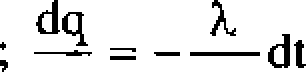 ; dq/ = − λ/ dt